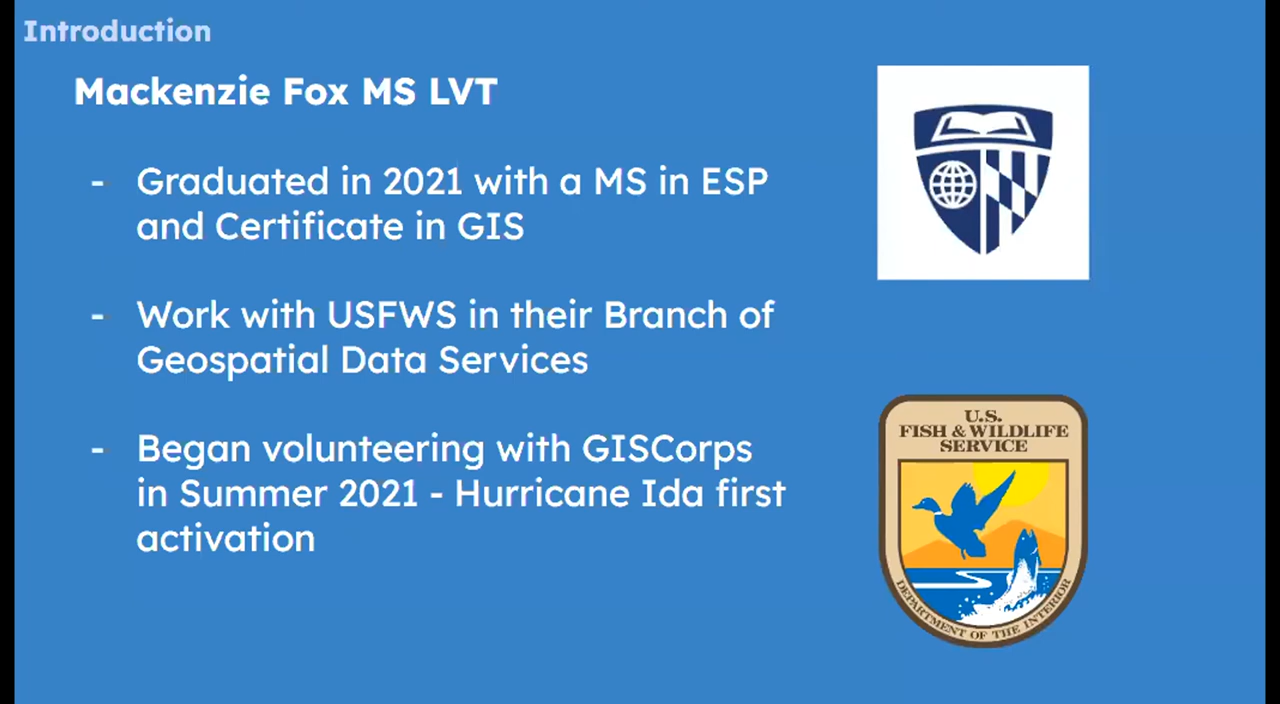 Introduction
Mackenzie Fox MS LVT
- Graduated in 2021 with a MS in ESP
and Certificate in GIS
- Work with USFWS in their Branch of
Geospatial Data Services
- Began volunteering with GISCorps
in Summer 2021 - Hurricane Ida first
activation
U.S.
FISH & WILDLIFE
SERVICE
DEPARTMENT OF THE INTERIOR